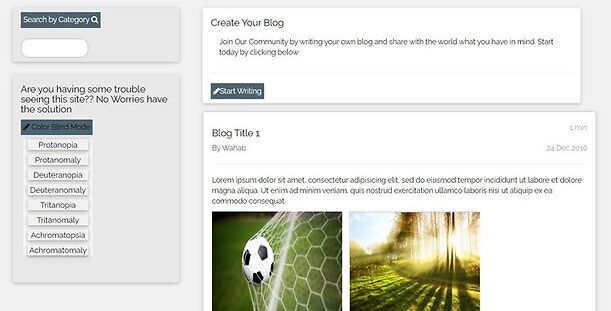 Search by Category
Are you having some trouble
seeing this site?? No Worries have
the solution
Color Blind Mode
Protanopia
Protanomaly
Deuteranopia
Deuteranomaly
Tritanopia
Tritanomaly
Achromatopsia
Achromatomaly
Create Your Blog
Join Our Community by writing your own blog and share with the world what you have in mind. Start
today by clicking below
Start Writing
Blog Title 1
1 min
By Wahab
24 Dec 2016
Lorem ipsum dolor sit amet, consectetur adipisicing elit, sed do eiusmod tempor incididunt ut labore et dolore
magna aliqua. Ut enim ad minim veniam, quis nostrud exercitation ullamco laboris nisi ut aliquip ex ea
commodo consequat